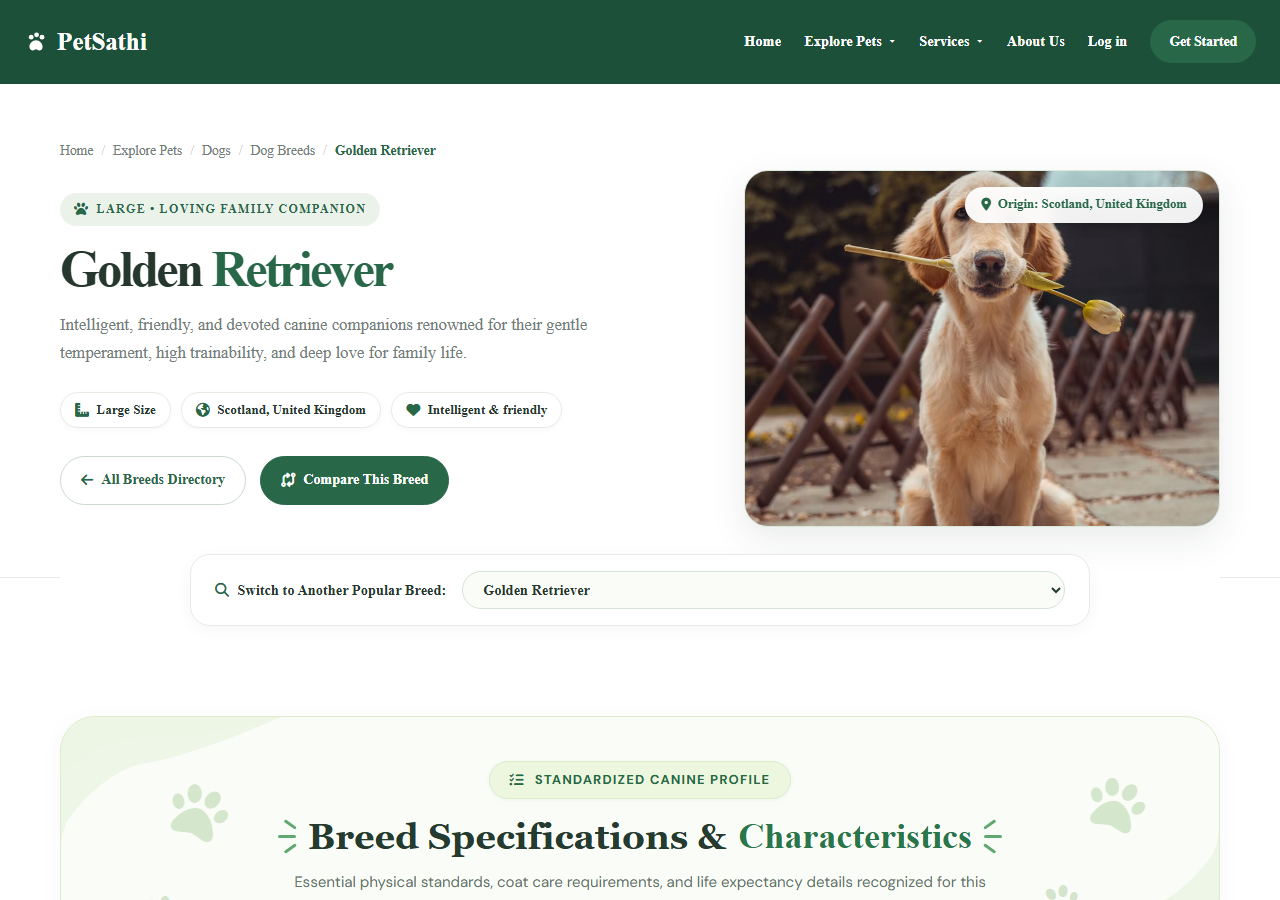 PetSathi
Home Explore Pets Services About Us Log in Get Started
Home / Explore Pets / Dogs / Dog Breeds / Golden Retriever
LARGE • LOVING FAMILY COMPANION
Origin: Scotland, United Kingdom
Golden Retriever
Intelligent, friendly, and devoted canine companions renowned for their gentle
temperament, high trainability, and deep love for family life.
Large Size Scotland, United Kingdom Intelligent & friendly
All Breeds Directory Compare This Breed
Switch to Another Popular Breed: Golden Retriever
STANDARDIZED CANINE PROFILE
Breed Specifications & Characteristics
Essential physical standards, coat care requirements, and life expectancy details recognized for this